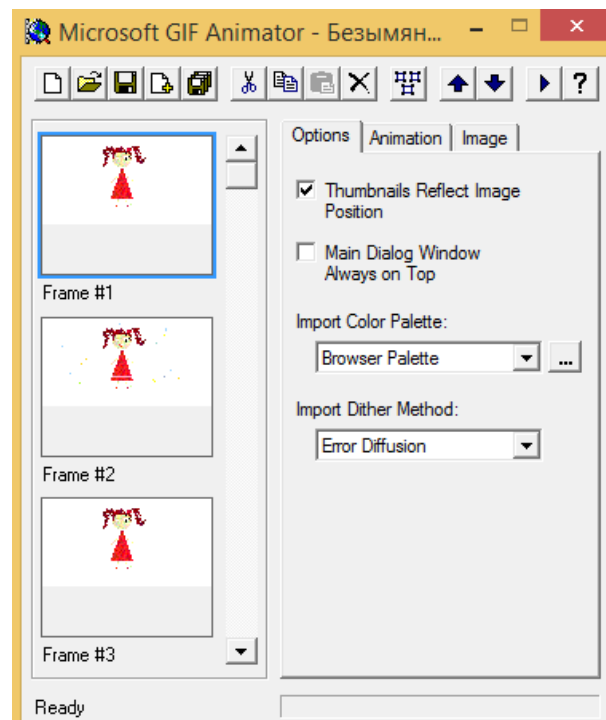 Microsoft GIF Animator - Безымян...
?
Options
Animation
Image
Thumbnails Reflect Image
Position
Main Dialog Window
Always on Top
Import Color Palette:
Browser Palette
...
Import Dither Method:
Error Diffusion
Frame #1
Frame #2
Frame #3
Ready